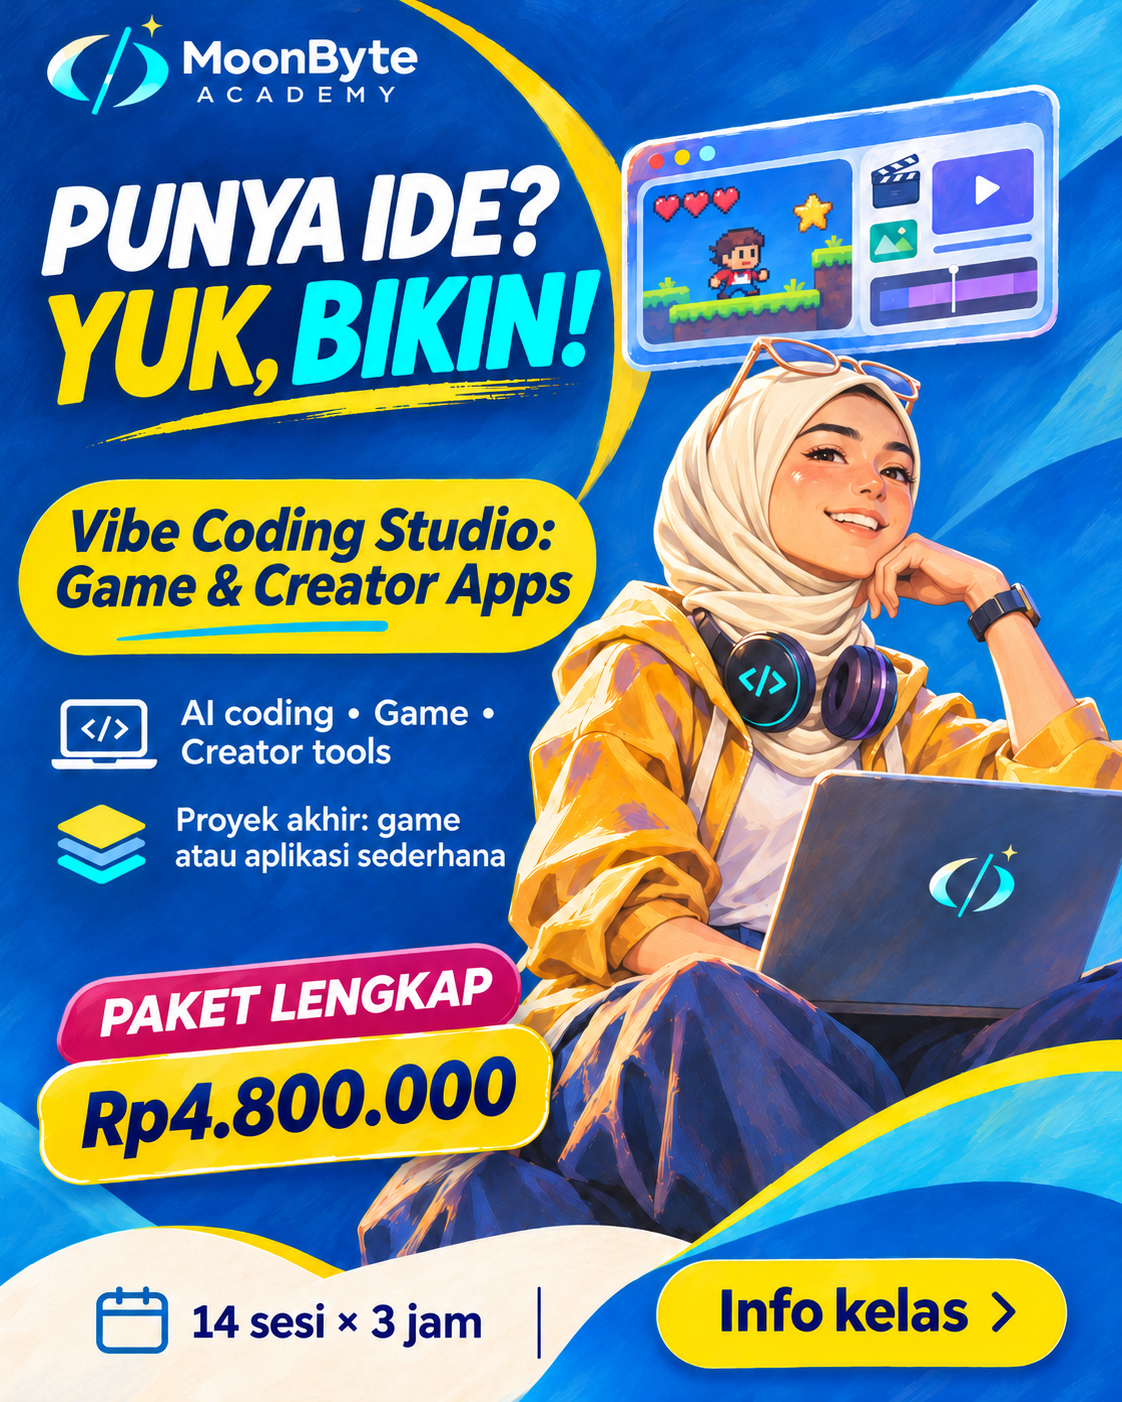 MoonByte
ACADEMY
PUNYA IDE?
YUK, BIKIN!
Vibe Coding Studio:
Game & Creator Apps
</>
AI coding • Game •
Creator tools
Proyek akhir: game
atau aplikasi sederhana
</>
PAKET LENGKAP
Rp4.800.000
14 sesi × 3 jam
Info kelas >